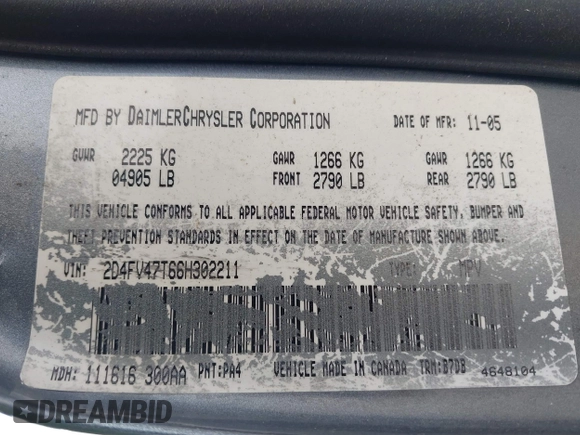 MFD BY DAIMLERCHRYSLER CORPORATION DATE OF MFR: 11-05
GVWR 2225 KG GAWR 1266 KG GAWR 1266 KG
04905 LB FRONT 2790 LB REAR 2790 LB
THIS VEHICLE CONFORMS TO ALL APPLICABLE FEDERAL MOTOR VEHICLE SAFETY, BUMPER AND
THEFT PREVENTION STANDARDS IN EFFECT ON THE DATE OF MANUFACTURE SHOWN ABOVE.
VIN: 2D4FV47T66H302211 TYPE: MPV
MDH: 111616 300AA PNT:PA4 VEHICLE MADE IN CANADA TRM:B7DB 4648104
DREAMBID